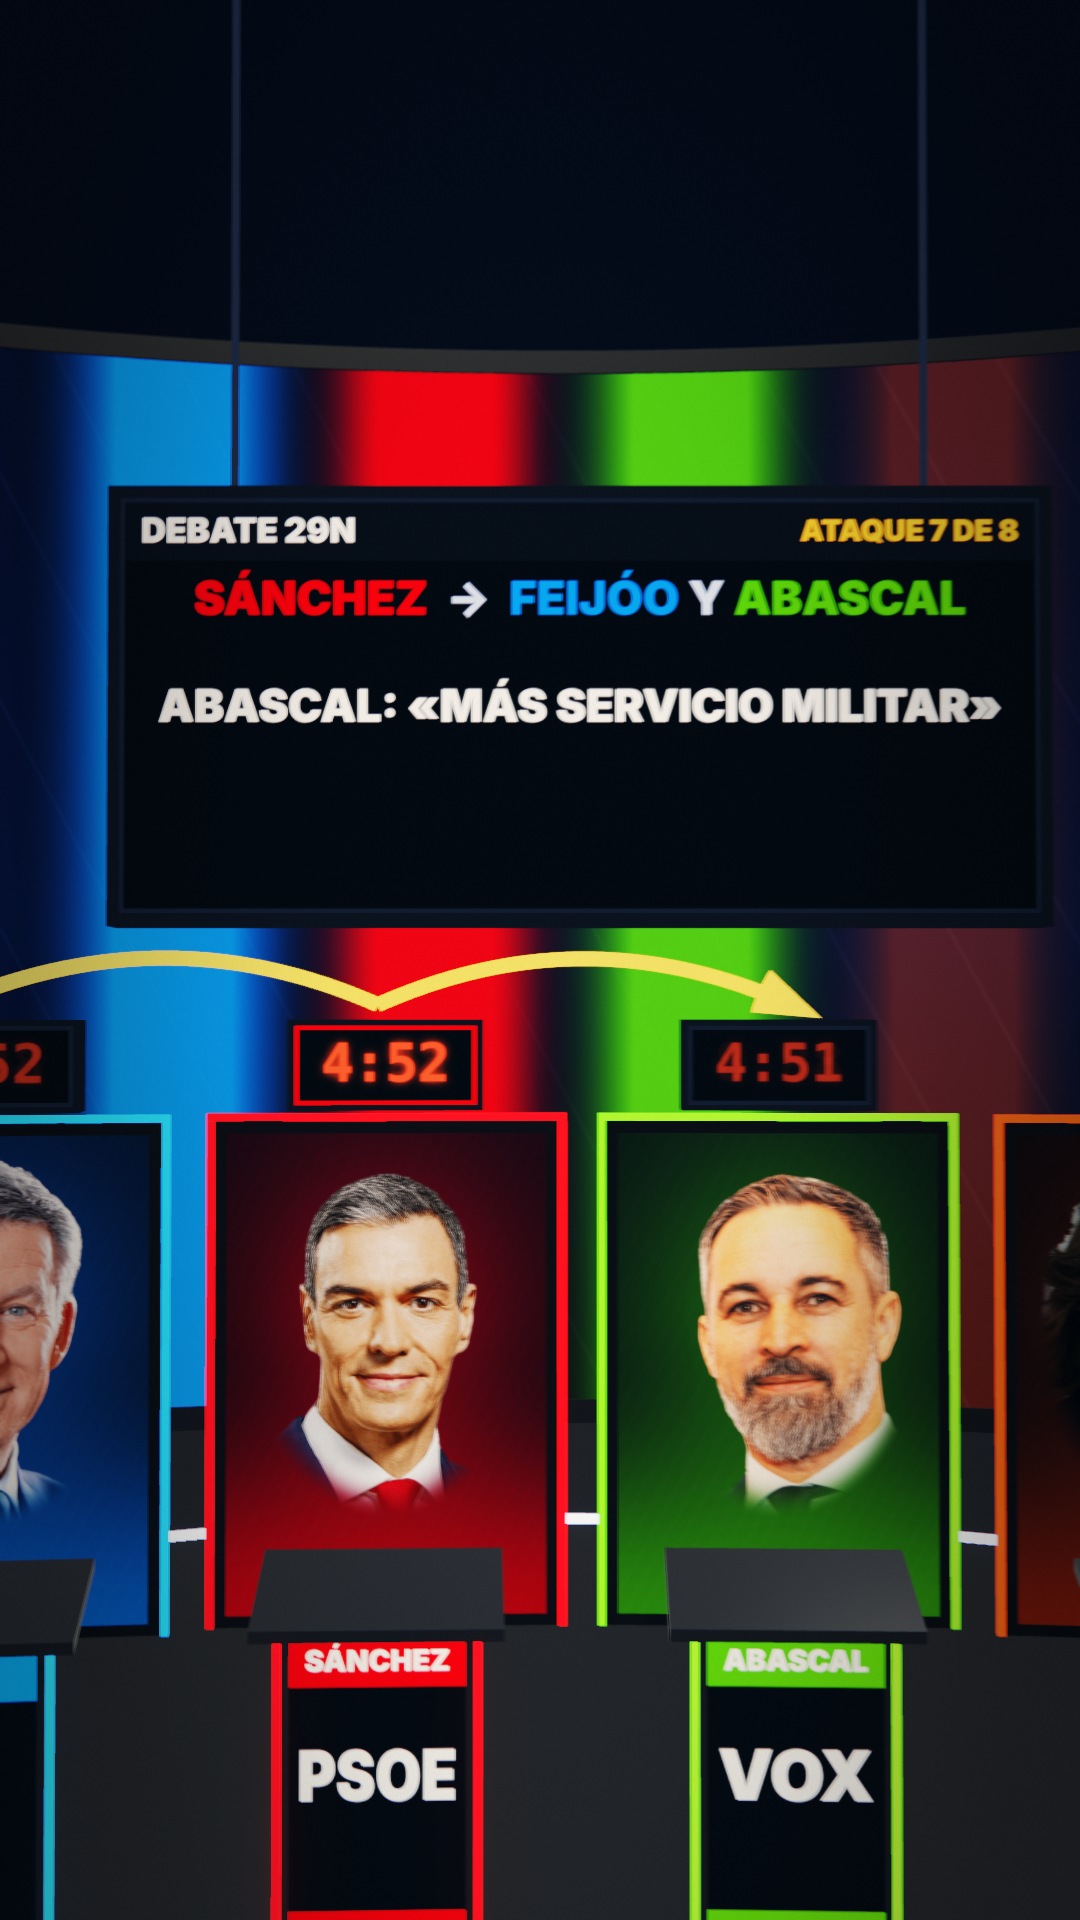 DEBATE 29N
ATAQUE 7 DE 8
SÁNCHEZ → FEIJÓO Y ABASCAL
ABASCAL: «MÁS SERVICIO MILITAR»
52
4:52
4:51
SÁNCHEZ
ABASCAL
PSOE
VOX